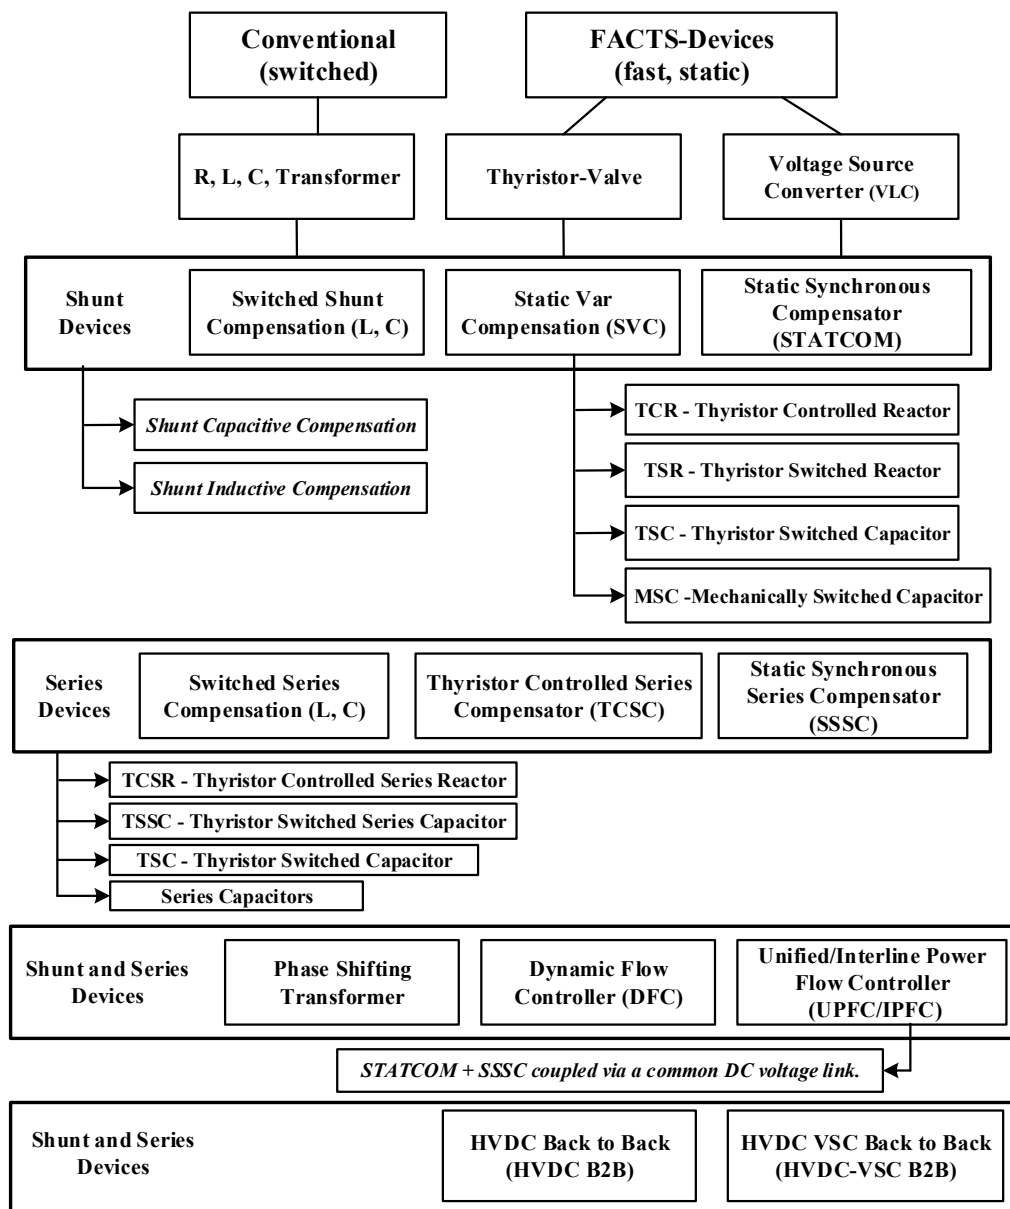 Conventional
(switched)
FACTS-Devices
(fast, static)
R, L, C, Transformer
Thyristor-Valve
Voltage Source
Converter (VLC)
Shunt
Devices
Switched Shunt
Compensation (L, C)
Static Var
Compensation (SVC)
Static Synchronous
Compensator
(STATCOM)
Shunt Capacitive Compensation
Shunt Inductive Compensation
TCR - Thyristor Controlled Reactor
TSR - Thyristor Switched Reactor
TSC - Thyristor Switched Capacitor
MSC -Mechanically Switched Capacitor
Series
Devices
Switched Series
Compensation (L, C)
Thyristor Controlled Series
Compensator (TCSC)
Static Synchronous
Series Compensator
(SSSC)
TCSR - Thyristor Controlled Series Reactor
TSSC - Thyristor Switched Series Capacitor
TSC - Thyristor Switched Capacitor
Series Capacitors
Shunt and Series
Devices
Phase Shifting
Transformer
Dynamic Flow
Controller (DFC)
Unified/Interline Power
Flow Controller
(UPFC/IPFC)
STATCOM + SSSC coupled via a common DC voltage link.
Shunt and Series
Devices
HVDC Back to Back
(HVDC B2B)
HVDC VSC Back to Back
(HVDC-VSC B2B)